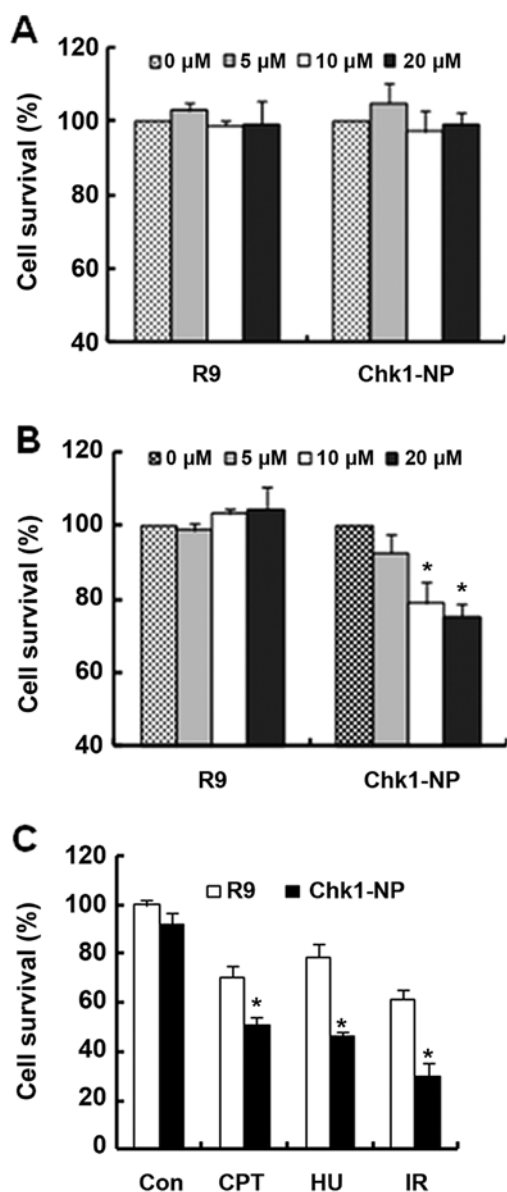 A
120
0 µM 5 µM 10 µM 20 µM
100
80
60
40
Cell survival (%)
R9 Chk1-NP
B
120
0 µM 5 µM 10 µM 20 µM
100
80
60
40
Cell survival (%)
* *
R9 Chk1-NP
C
120
R9 Chk1-NP
100
80
60
40
20
0
Cell survival (%)
* * *
Con CPT HU IR